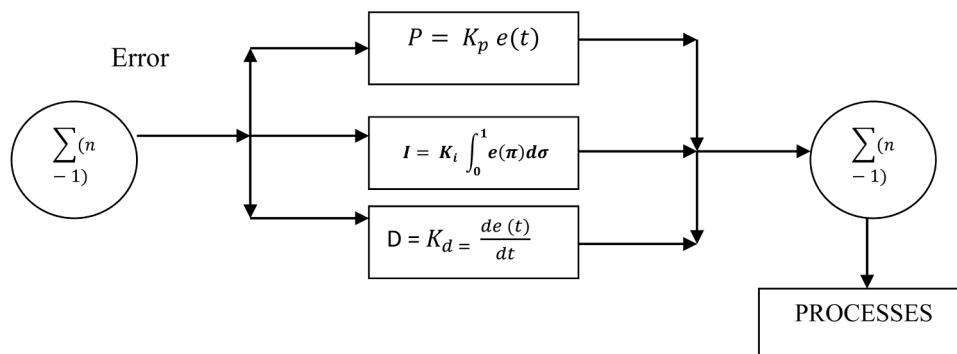 Error
∑(n
− 1)
P = K_p e(t)
I = K_i ∫_0^1 e(π)dσ
D = K_d = de (t)/dt
∑(n
− 1)
PROCESSES